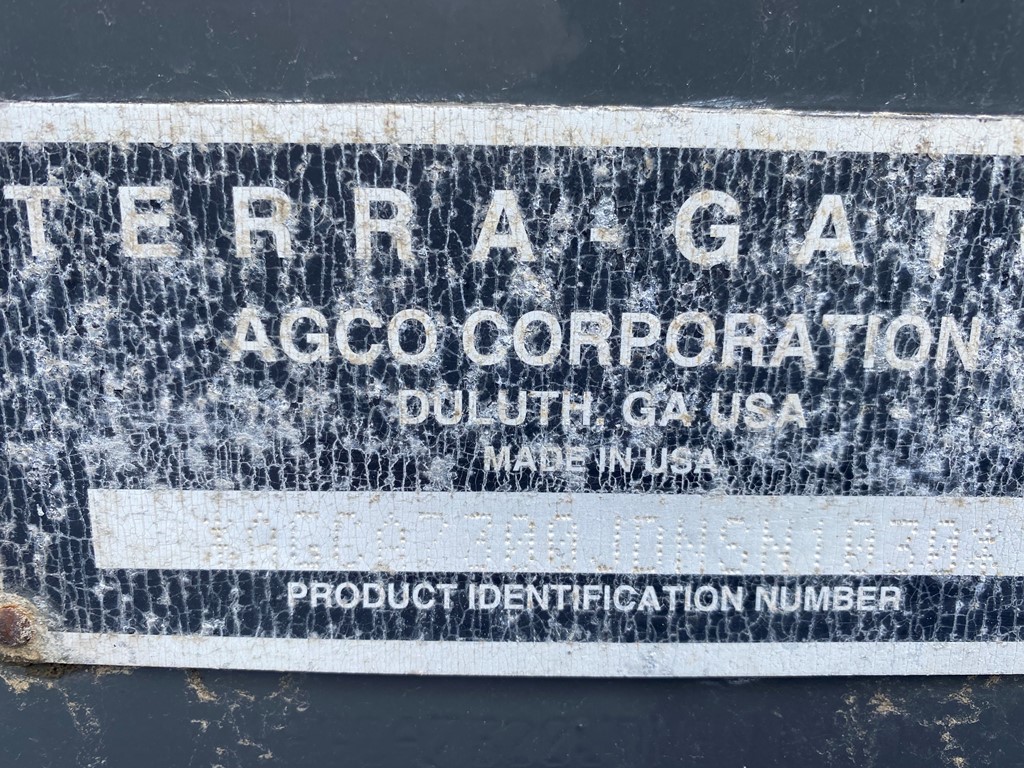 TERRA-GAT
AGCO CORPORATION
DULUTH, GA USA
MADE IN USA
PRODUCT IDENTIFICATION NUMBER